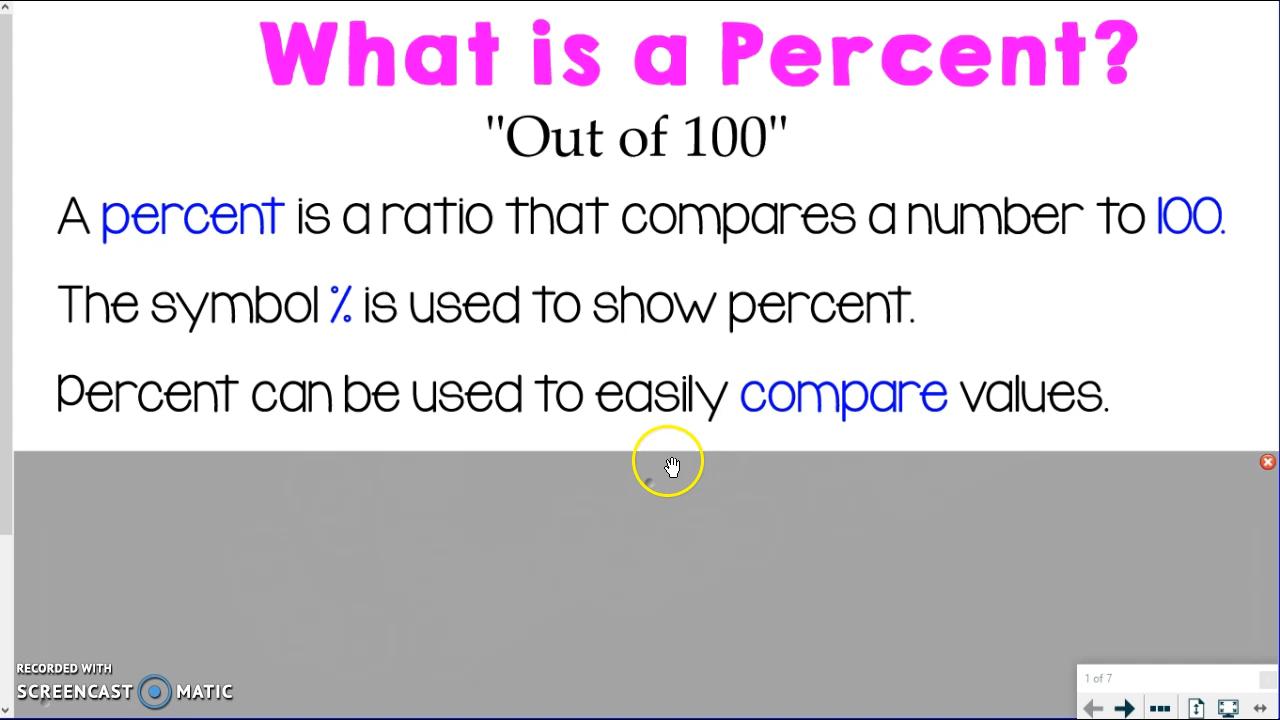 What is a Percent?
"Out of 100"
A percent is a ratio that compares a number to 100.
The symbol % is used to show percent.
Percent can be used to easily compare values.
RECORDED WITH
SCREENCAST MATIC
1 of 7